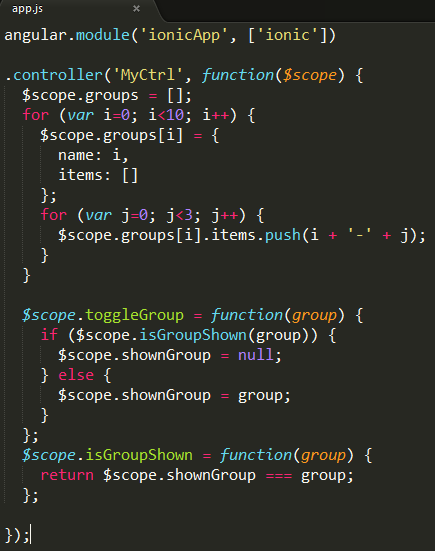 app.js ×
angular.module('ionicApp', ['ionic'])

.controller('MyCtrl', function($scope) {
  $scope.groups = [];
  for (var i=0; i<10; i++) {
    $scope.groups[i] = {
      name: i,
      items: []
    };
    for (var j=0; j<3; j++) {
      $scope.groups[i].items.push(i + '-' + j);
    }
  }

  $scope.toggleGroup = function(group) {
    if ($scope.isGroupShown(group)) {
      $scope.shownGroup = null;
    } else {
      $scope.shownGroup = group;
    }
  };
  $scope.isGroupShown = function(group) {
    return $scope.shownGroup === group;
  };

});